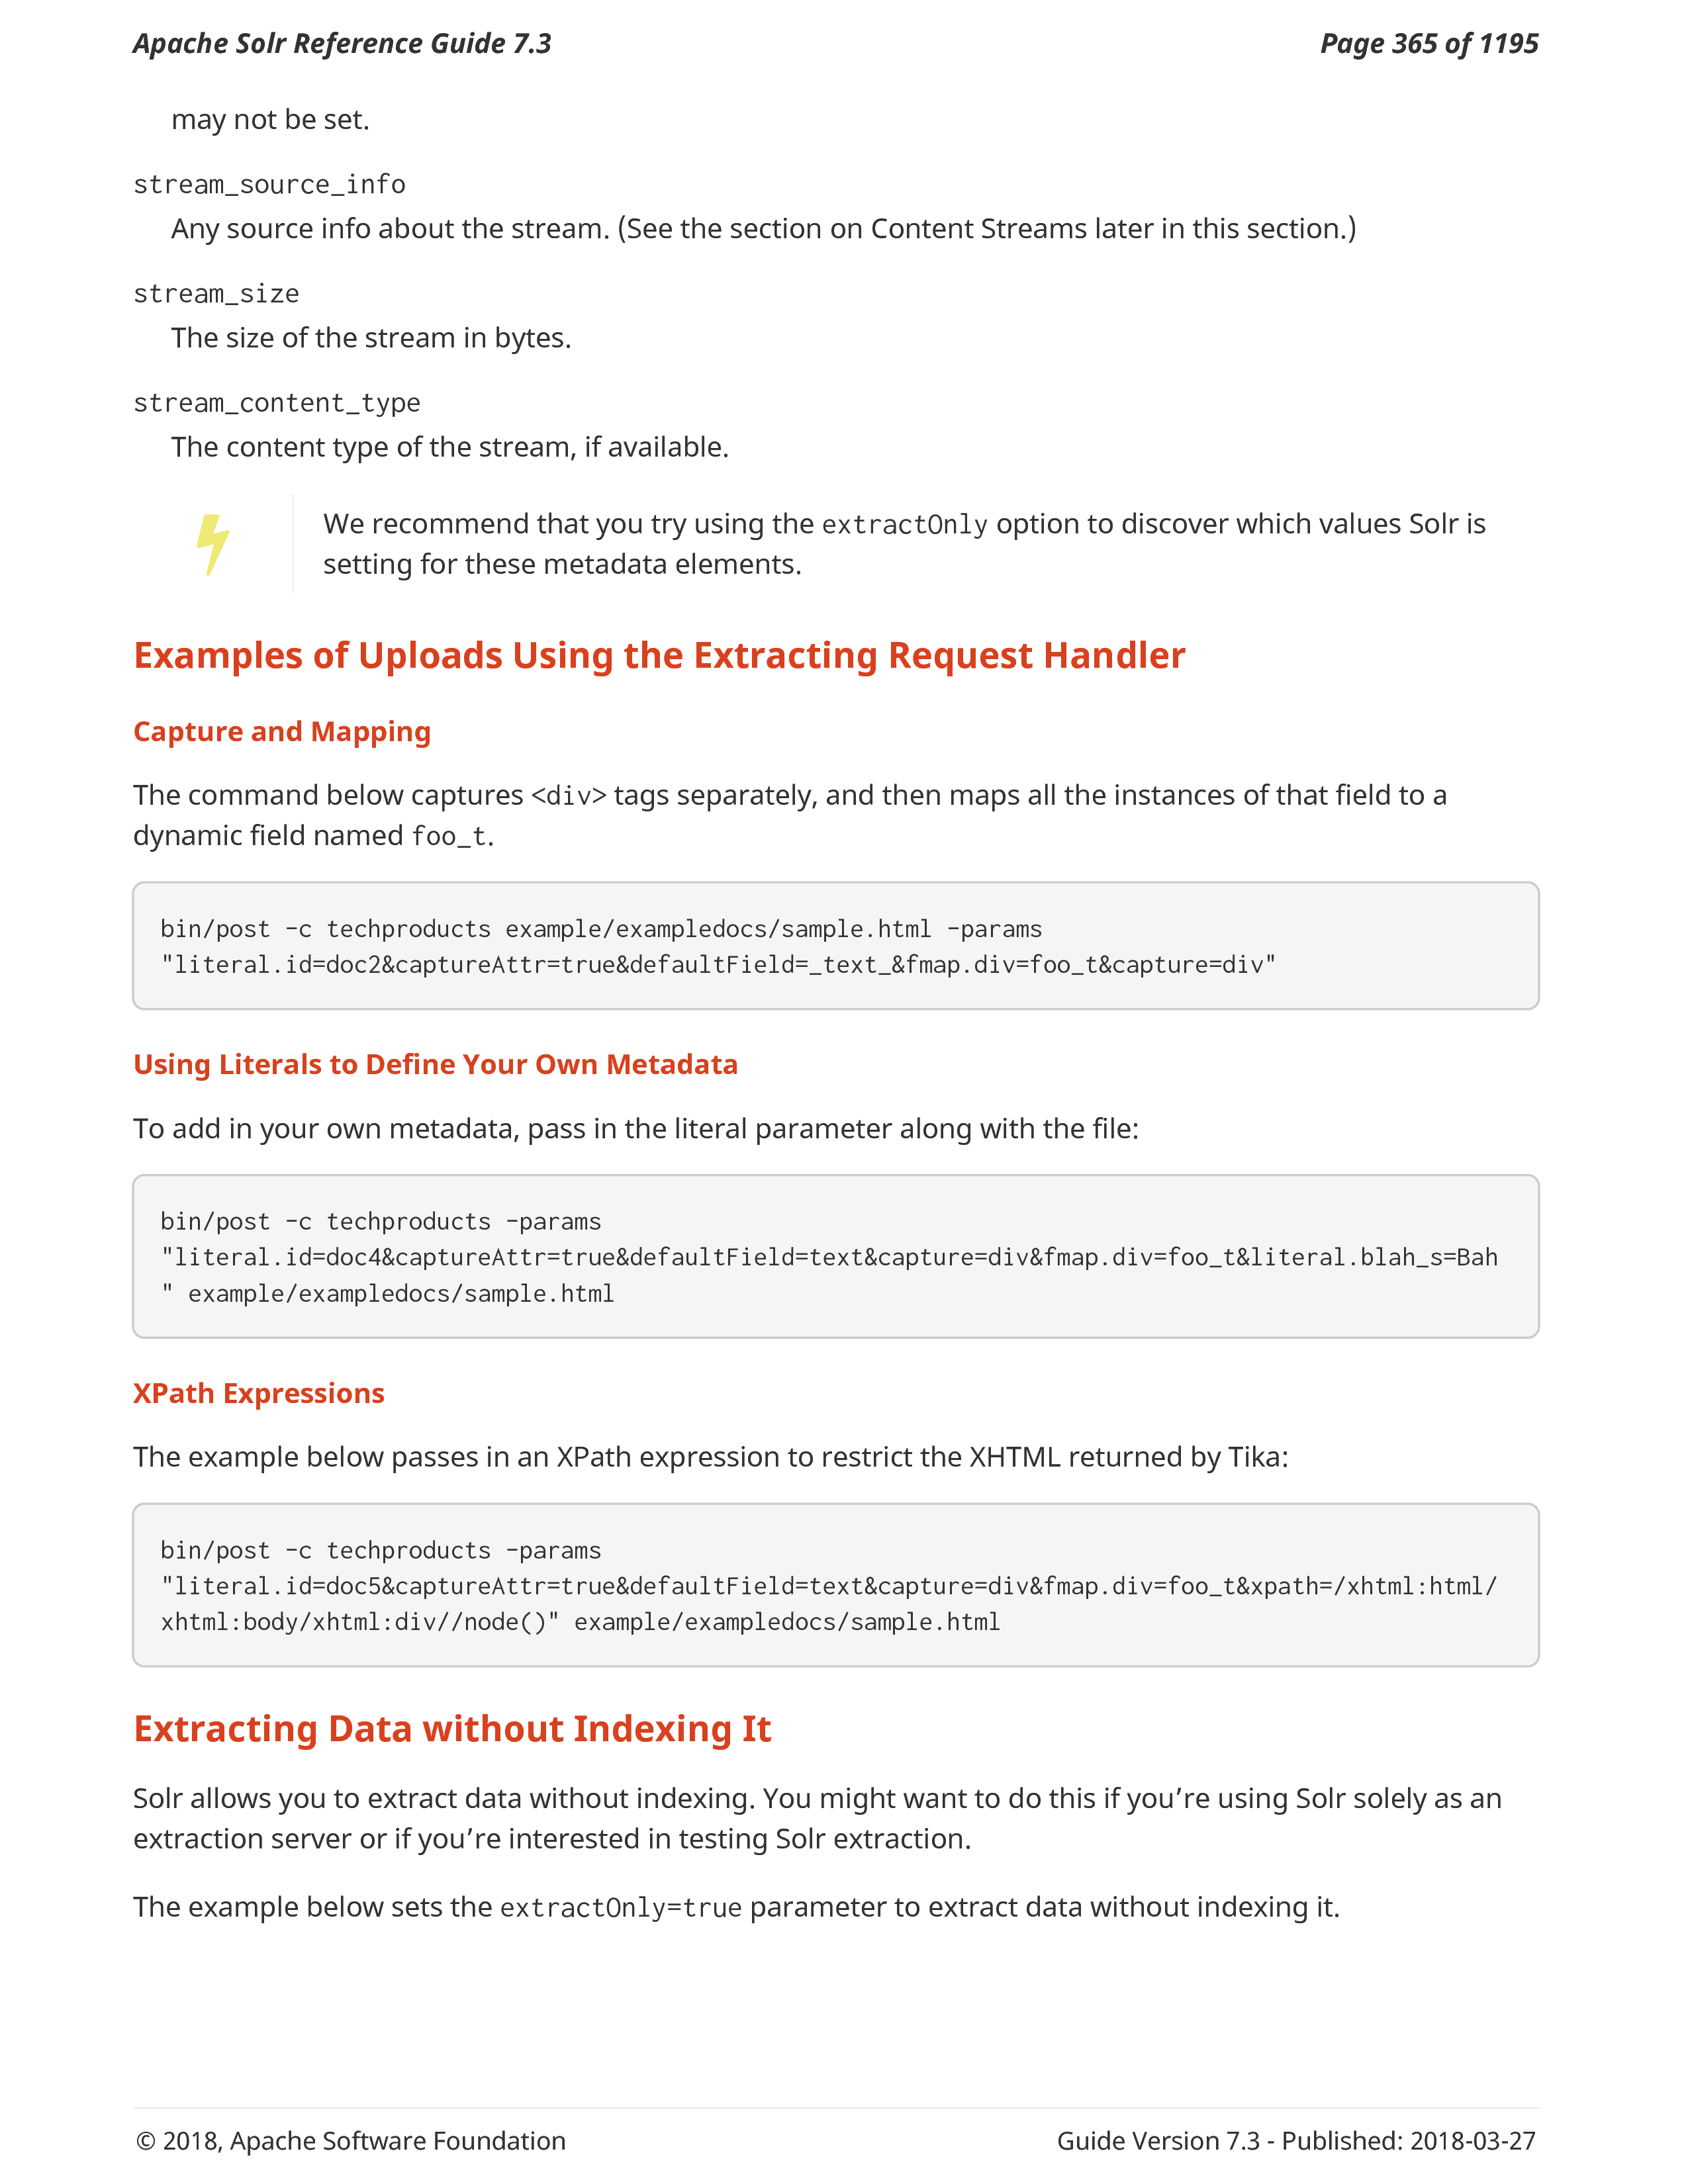 Apache Solr Reference Guide 7.3 Page 365 of 1195
may not be set.
stream_source_info
Any source info about the stream. (See the section on Content Streams later in this section.)
stream_size
The size of the stream in bytes.
stream_content_type
The content type of the stream, if available.
We recommend that you try using the extractOnly option to discover which values Solr is
setting for these metadata elements.
Examples of Uploads Using the Extracting Request Handler
Capture and Mapping
The command below captures <div> tags separately, and then maps all the instances of that field to a
dynamic field named foo_t.
bin/post -c techproducts example/exampledocs/sample.html -params
"literal.id=doc2&captureAttr=true&defaultField=_text_&fmap.div=foo_t&capture=div"
Using Literals to Define Your Own Metadata
To add in your own metadata, pass in the literal parameter along with the file:
bin/post -c techproducts -params
"literal.id=doc4&captureAttr=true&defaultField=text&capture=div&fmap.div=foo_t&literal.blah_s=Bah
" example/exampledocs/sample.html
XPath Expressions
The example below passes in an XPath expression to restrict the XHTML returned by Tika:
bin/post -c techproducts -params
"literal.id=doc5&captureAttr=true&defaultField=text&capture=div&fmap.div=foo_t&xpath=/xhtml:html/
xhtml:body/xhtml:div//node()" example/exampledocs/sample.html
Extracting Data without Indexing It
Solr allows you to extract data without indexing. You might want to do this if you’re using Solr solely as an
extraction server or if you’re interested in testing Solr extraction.
The example below sets the extractOnly=true parameter to extract data without indexing it.
© 2018, Apache Software Foundation Guide Version 7.3 - Published: 2018-03-27